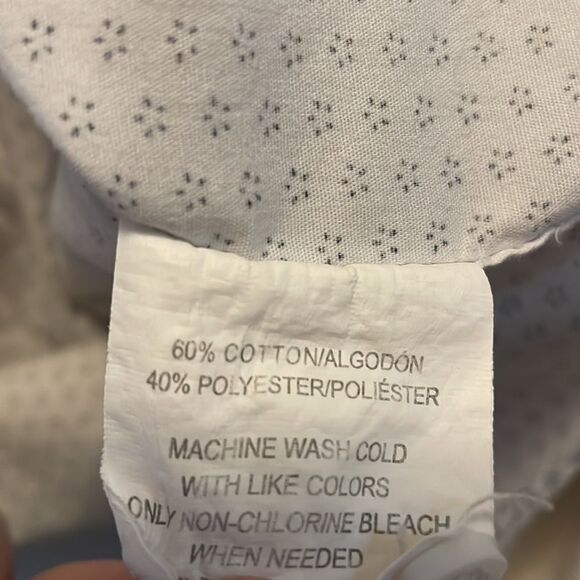 60% COTTON/ALGODÓN
40% POLYESTER/POLIÉSTER
MACHINE WASH COLD
WITH LIKE COLORS
ONLY NON-CHLORINE BLEACH
WHEN NEEDED